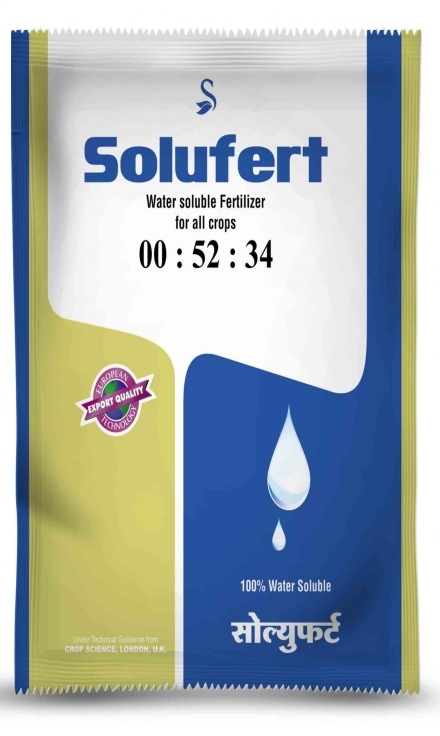 Solufert
Water soluble Fertilizer
for all crops
00 : 52 : 34
EUROPEAN
EXPORT QUALITY
TECHNOLOGY
100% Water Soluble
सोल्युफर्ट
Under Technical Guidance from
CROP SCIENCE, LONDON, U.K.